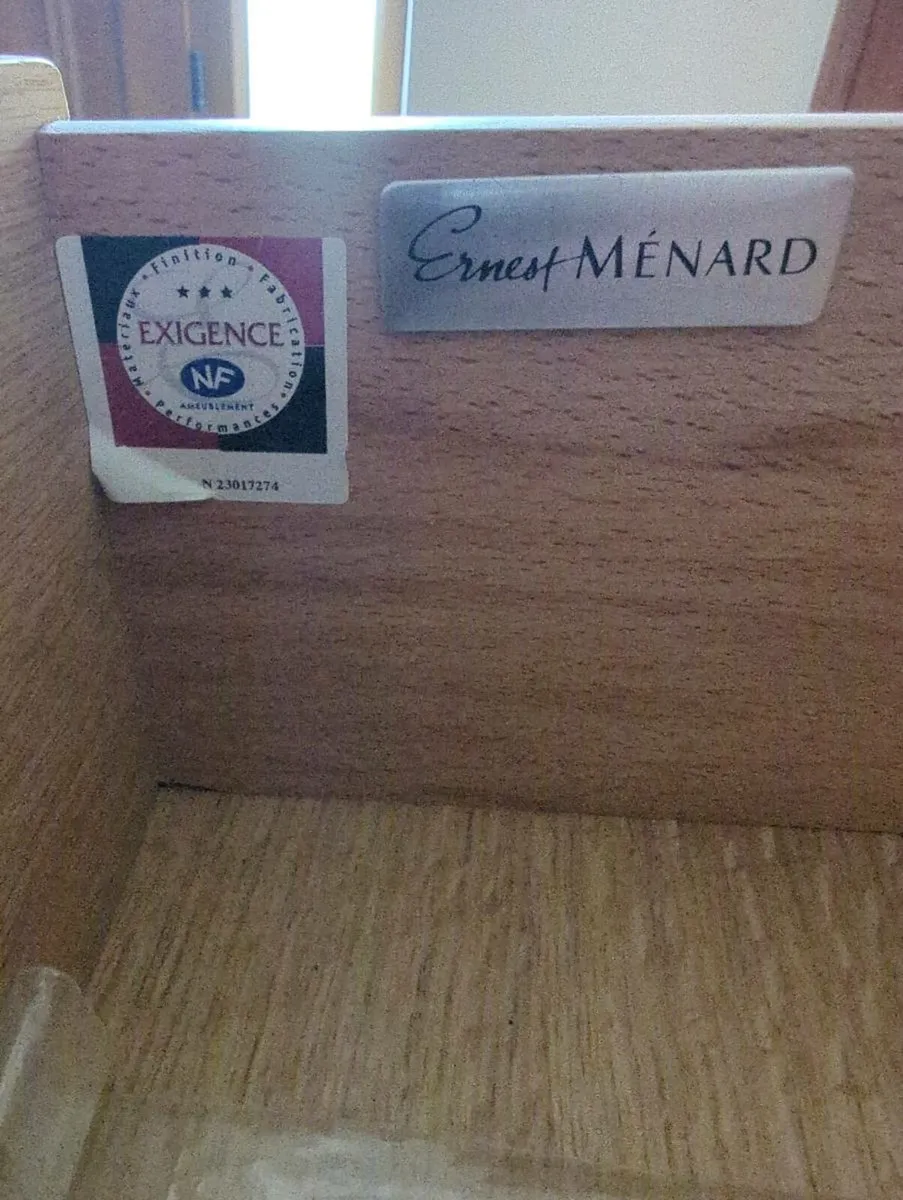 Matériaux • Finition • Fabrication • Performances •
★ ★ ★
EXIGENCE
NF
AMEUBLEMENT
N 23017274
Ernest MÉNARD